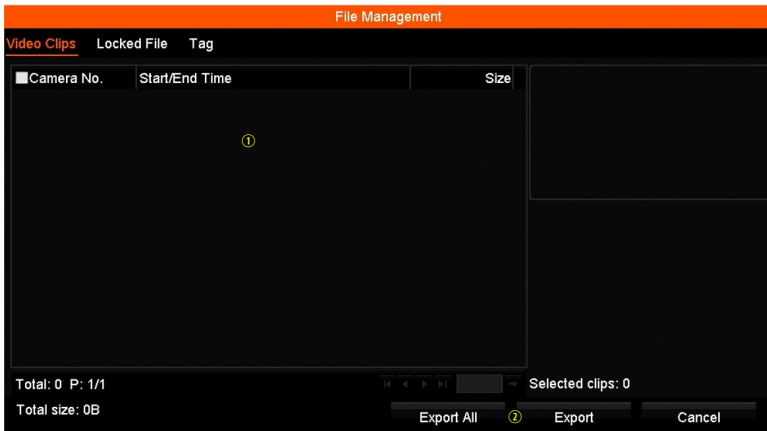 File Management
Video Clips Locked File Tag
Camera No. Start/End Time Size
①
Total: 0 P: 1/1
Selected clips: 0
Total size: 0B
Export All ② Export Cancel